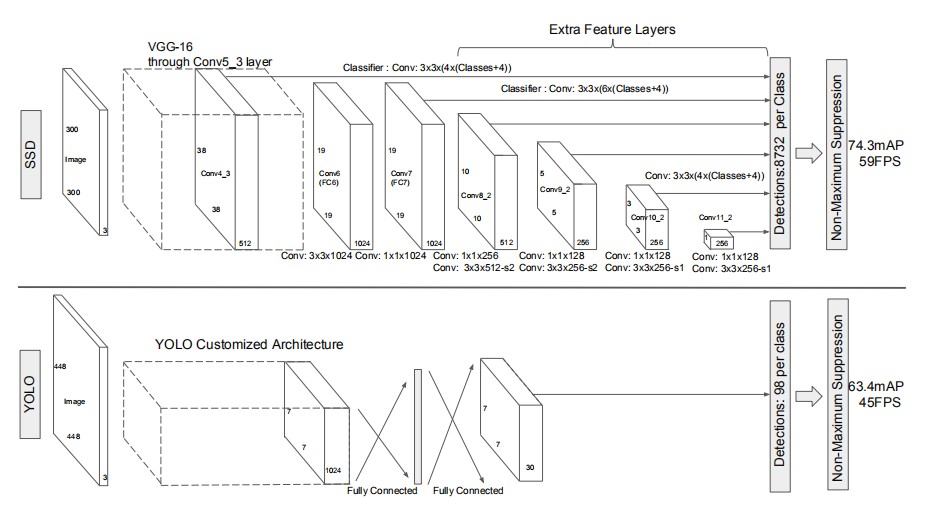 Extra Feature Layers
VGG-16
through Conv5_3 layer
Classifier : Conv: 3x3x(4x(Classes+4))
Classifier : Conv: 3x3x(6x(Classes+4))
SSD
300
Image
300
3
38
Conv4_3
38
512
19
Conv6
(FC6)
19
1024
19
Conv7
(FC7)
19
1024
10
Conv8_2
10
512
5
Conv9_2
5
256
Conv: 3x3x(4x(Classes+4))
3
Conv10_2
3
256
Conv11_2
1
256
Conv: 3x3x1024
Conv: 1x1x1024
Conv: 1x1x256
Conv: 3x3x512-s2
Conv: 1x1x128
Conv: 3x3x256-s2
Conv: 1x1x128
Conv: 3x3x256-s1
Conv: 1x1x128
Conv: 3x3x256-s1
Detections:8732 per Class
Non-Maximum Suppression
74.3mAP
59FPS
YOLO
448
Image
448
3
YOLO Customized Architecture
7
7
1024
Fully Connected
Fully Connected
7
7
30
Detections: 98 per class
Non-Maximum Suppression
63.4mAP
45FPS